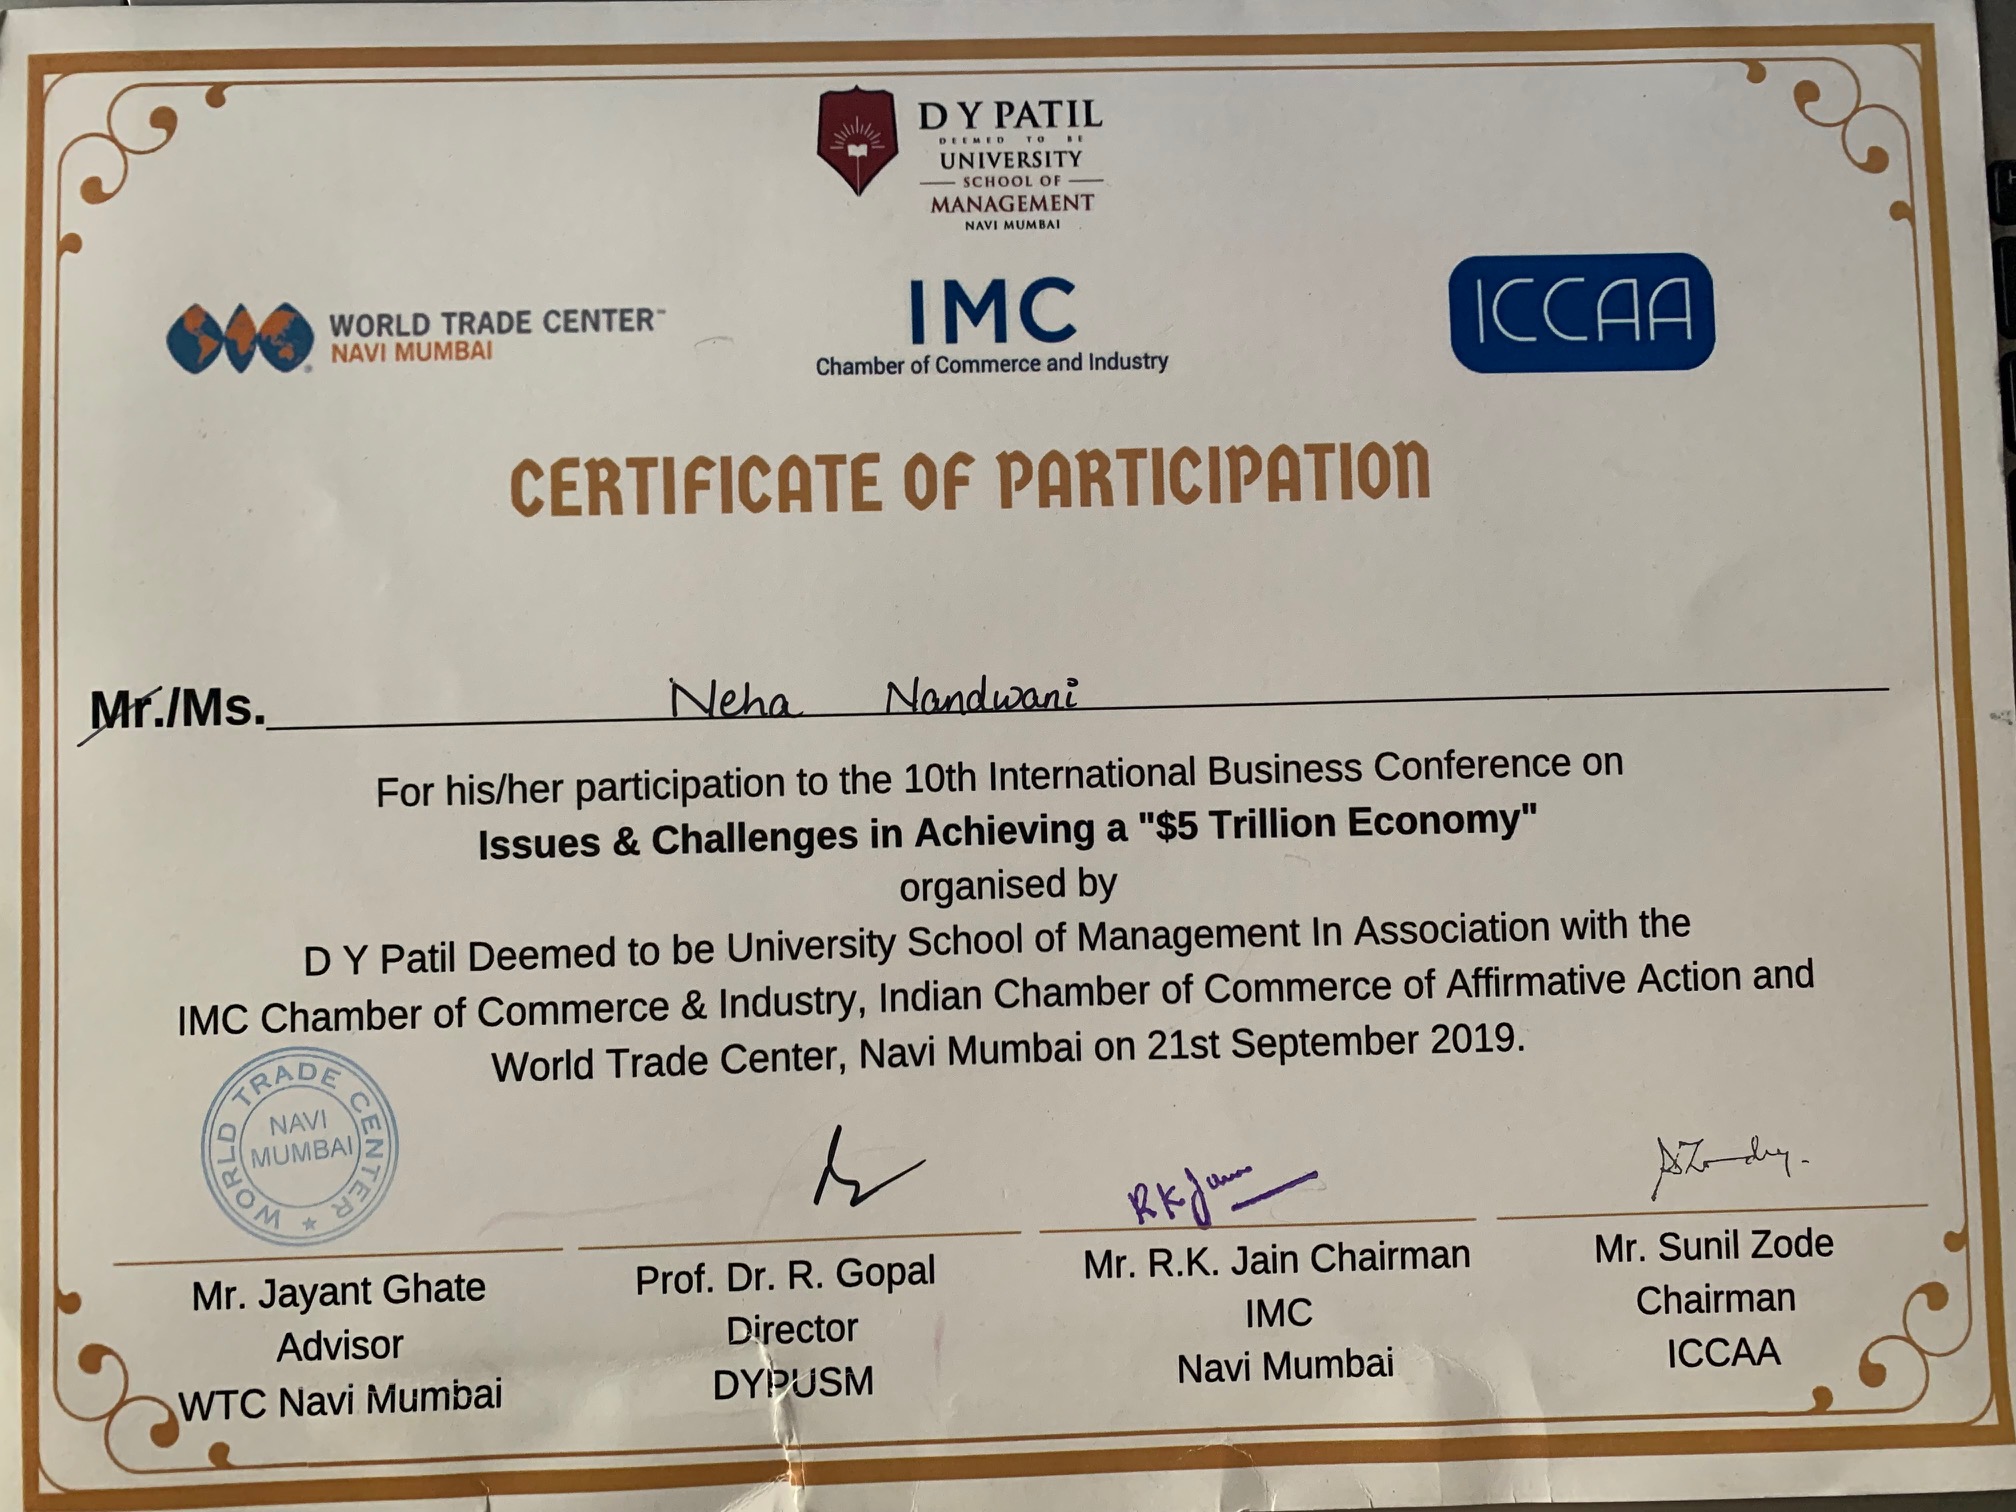 D Y PATIL
DEEMED TO BE
UNIVERSITY
SCHOOL OF
MANAGEMENT
NAVI MUMBAI
WORLD TRADE CENTER™
NAVI MUMBAI
IMC
Chamber of Commerce and Industry
ICCAA
CERTIFICATE OF PARTICIPATION
Mr./Ms. Neha Nandwani
For his/her participation to the 10th International Business Conference on
Issues & Challenges in Achieving a "$5 Trillion Economy"
organised by
D Y Patil Deemed to be University School of Management In Association with the
IMC Chamber of Commerce & Industry, Indian Chamber of Commerce of Affirmative Action and
World Trade Center, Navi Mumbai on 21st September 2019.
WORLD TRADE CENTER
NAVI
MUMBAI
RKJain
Mr. Jayant Ghate
Advisor
WTC Navi Mumbai
Prof. Dr. R. Gopal
Director
DYPUSM
Mr. R.K. Jain Chairman
IMC
Navi Mumbai
Mr. Sunil Zode
Chairman
ICCAA